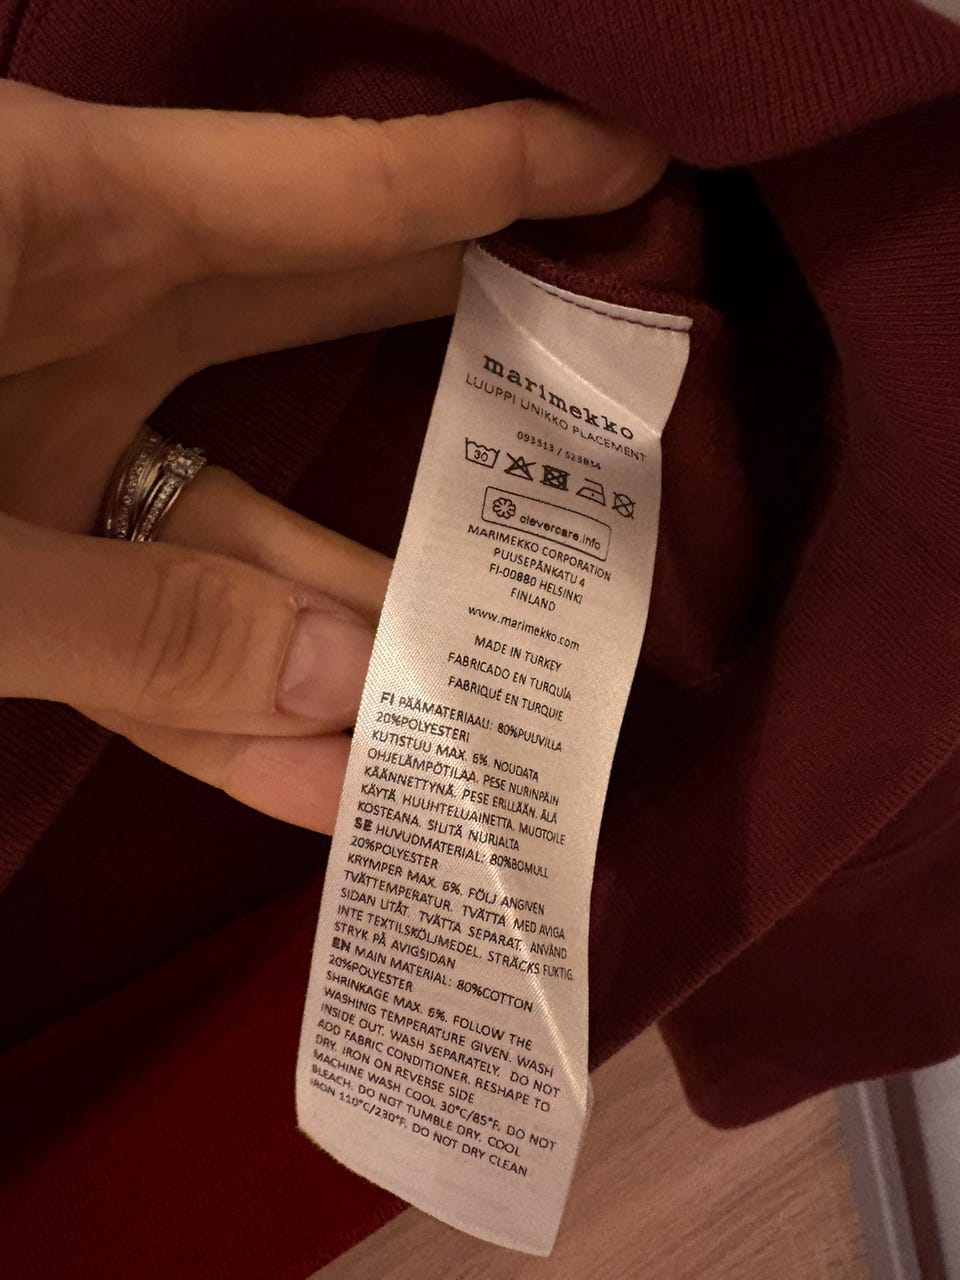 marimekko
LUUPPI UNIKKO PLACEMENT
093513 / 523834
30
clevercare.info
MARIMEKKO CORPORATION
PUUSEPÄNKATU 4
FI-00880 HELSINKI
FINLAND
www.marimekko.com
MADE IN TURKEY
FABRICADO EN TURQUÍA
FABRIQUÉ EN TURQUIE
FI PÄÄMATERIAALI: 80%PUUVILLA
20%POLYESTERI
KUTISTUU MAX. 6% NOUDATA
OHJELÄMPÖTILAA, PESE NURINPÄIN
KÄÄNNETTYNÄ, PESE ERILLÄÄN. ÄLÄ
KÄYTÄ, HUUHTELUAINETTA, MUOTOILE
KOSTEANA, SILITÄ NURJALTA
SE HUVUDMATERIAL: 80%BOMULL
20%POLYESTER
KRYMPER MAX. 6%. FÖLJ ANGIVEN
TVÄTTEMPERATUR. TVÄTTA MED AVIGA
SIDAN UTÅT. TVÄTTA SEPARAT, ANVÄND
INTE TEXTILSKÖLJMEDEL, STRÄCKS FUKTIG.
STRYK PÅ AVIGSIDAN
EN MAIN MATERIAL: 80%COTTON
20%POLYESTER
SHRINKAGE MAX. 6%. FOLLOW THE
WASHING TEMPERATURE GIVEN. WASH
INSIDE OUT, WASH SEPARATELY. DO NOT
ADD FABRIC CONDITIONER, RESHAPE TO
DRY. IRON ON REVERSE SIDE
MACHINE WASH COOL 30°C/85°F. DO NOT
BLEACH. DO NOT TUMBLE DRY. COOL
IRON 110°C/230°F. DO NOT DRY CLEAN